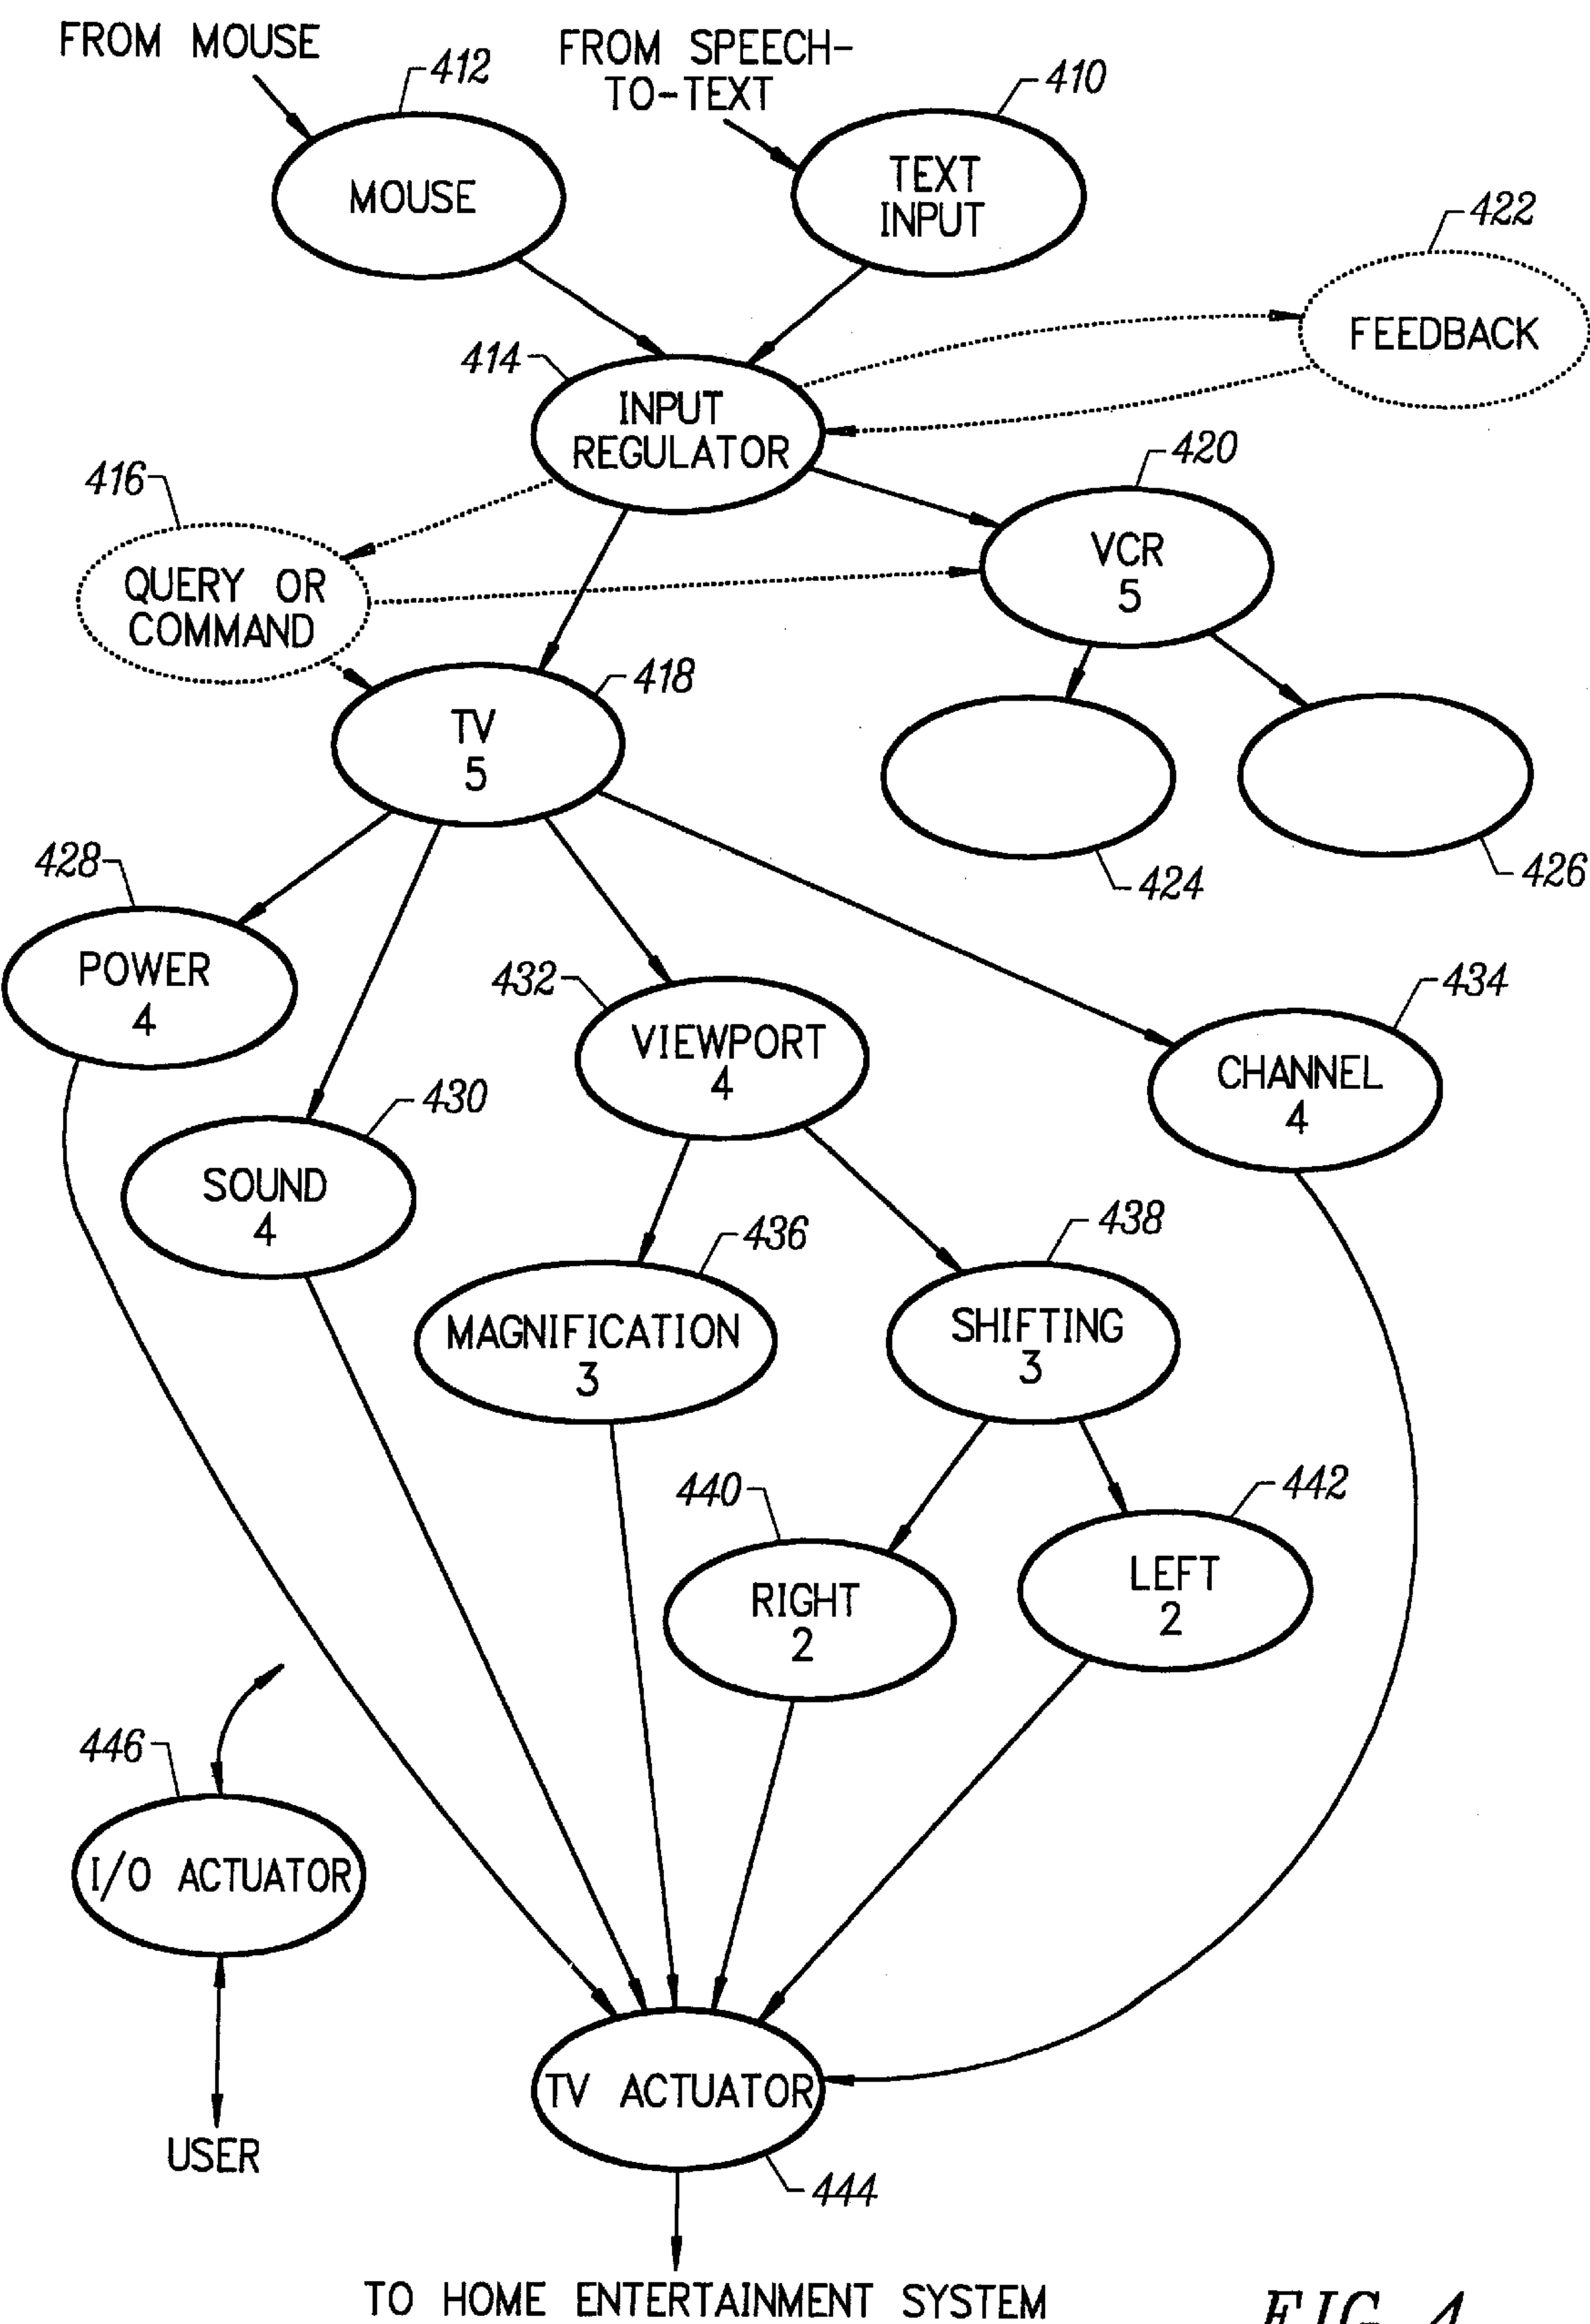 FROM MOUSE
412
FROM SPEECH-
TO-TEXT
410
MOUSE
TEXT
INPUT
422
FEEDBACK
414
INPUT
REGULATOR
416
420
QUERY OR
COMMAND
VCR
5
418
TV
5
424
426
428
POWER
4
432
VIEWPORT
4
434
CHANNEL
4
430
SOUND
4
436
MAGNIFICATION
3
438
SHIFTING
3
440
RIGHT
2
442
LEFT
2
446
I/O ACTUATOR
USER
TV ACTUATOR
444
TO HOME ENTERTAINMENT SYSTEM
FIG. 4